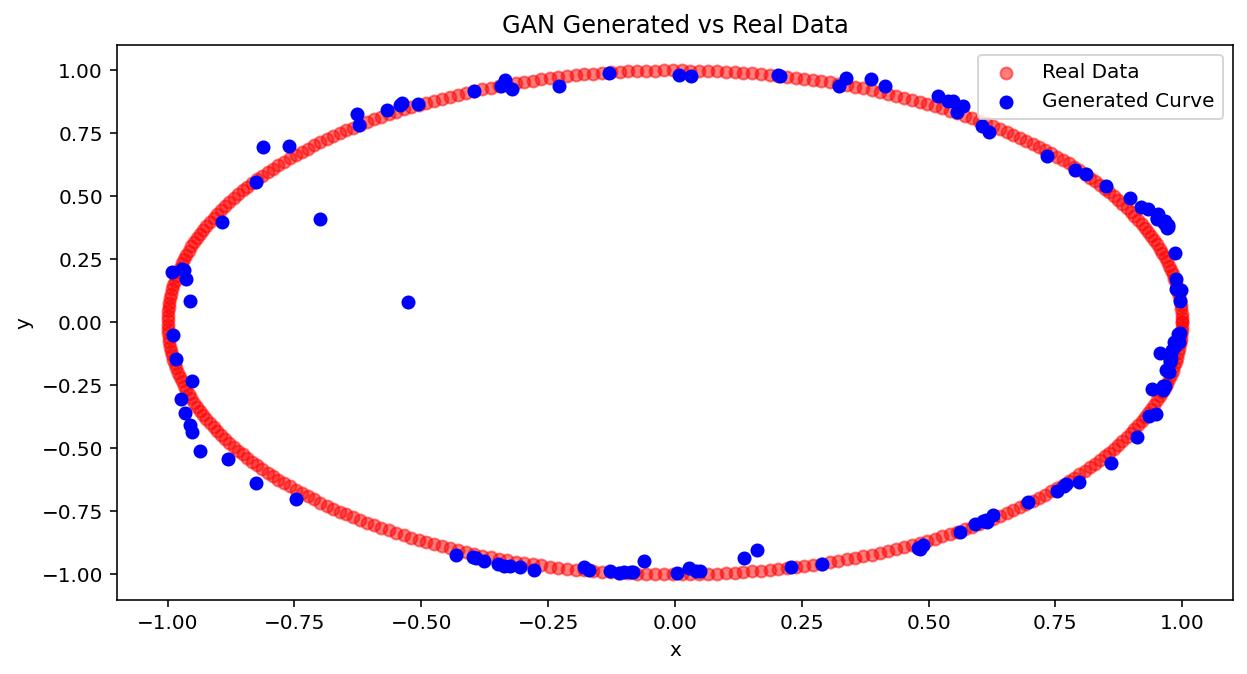 GAN Generated vs Real Data
Real Data
Generated Curve
1.00
0.75
0.50
0.25
0.00
−0.25
−0.50
−0.75
−1.00
y
−1.00 −0.75 −0.50 −0.25 0.00 0.25 0.50 0.75 1.00
x